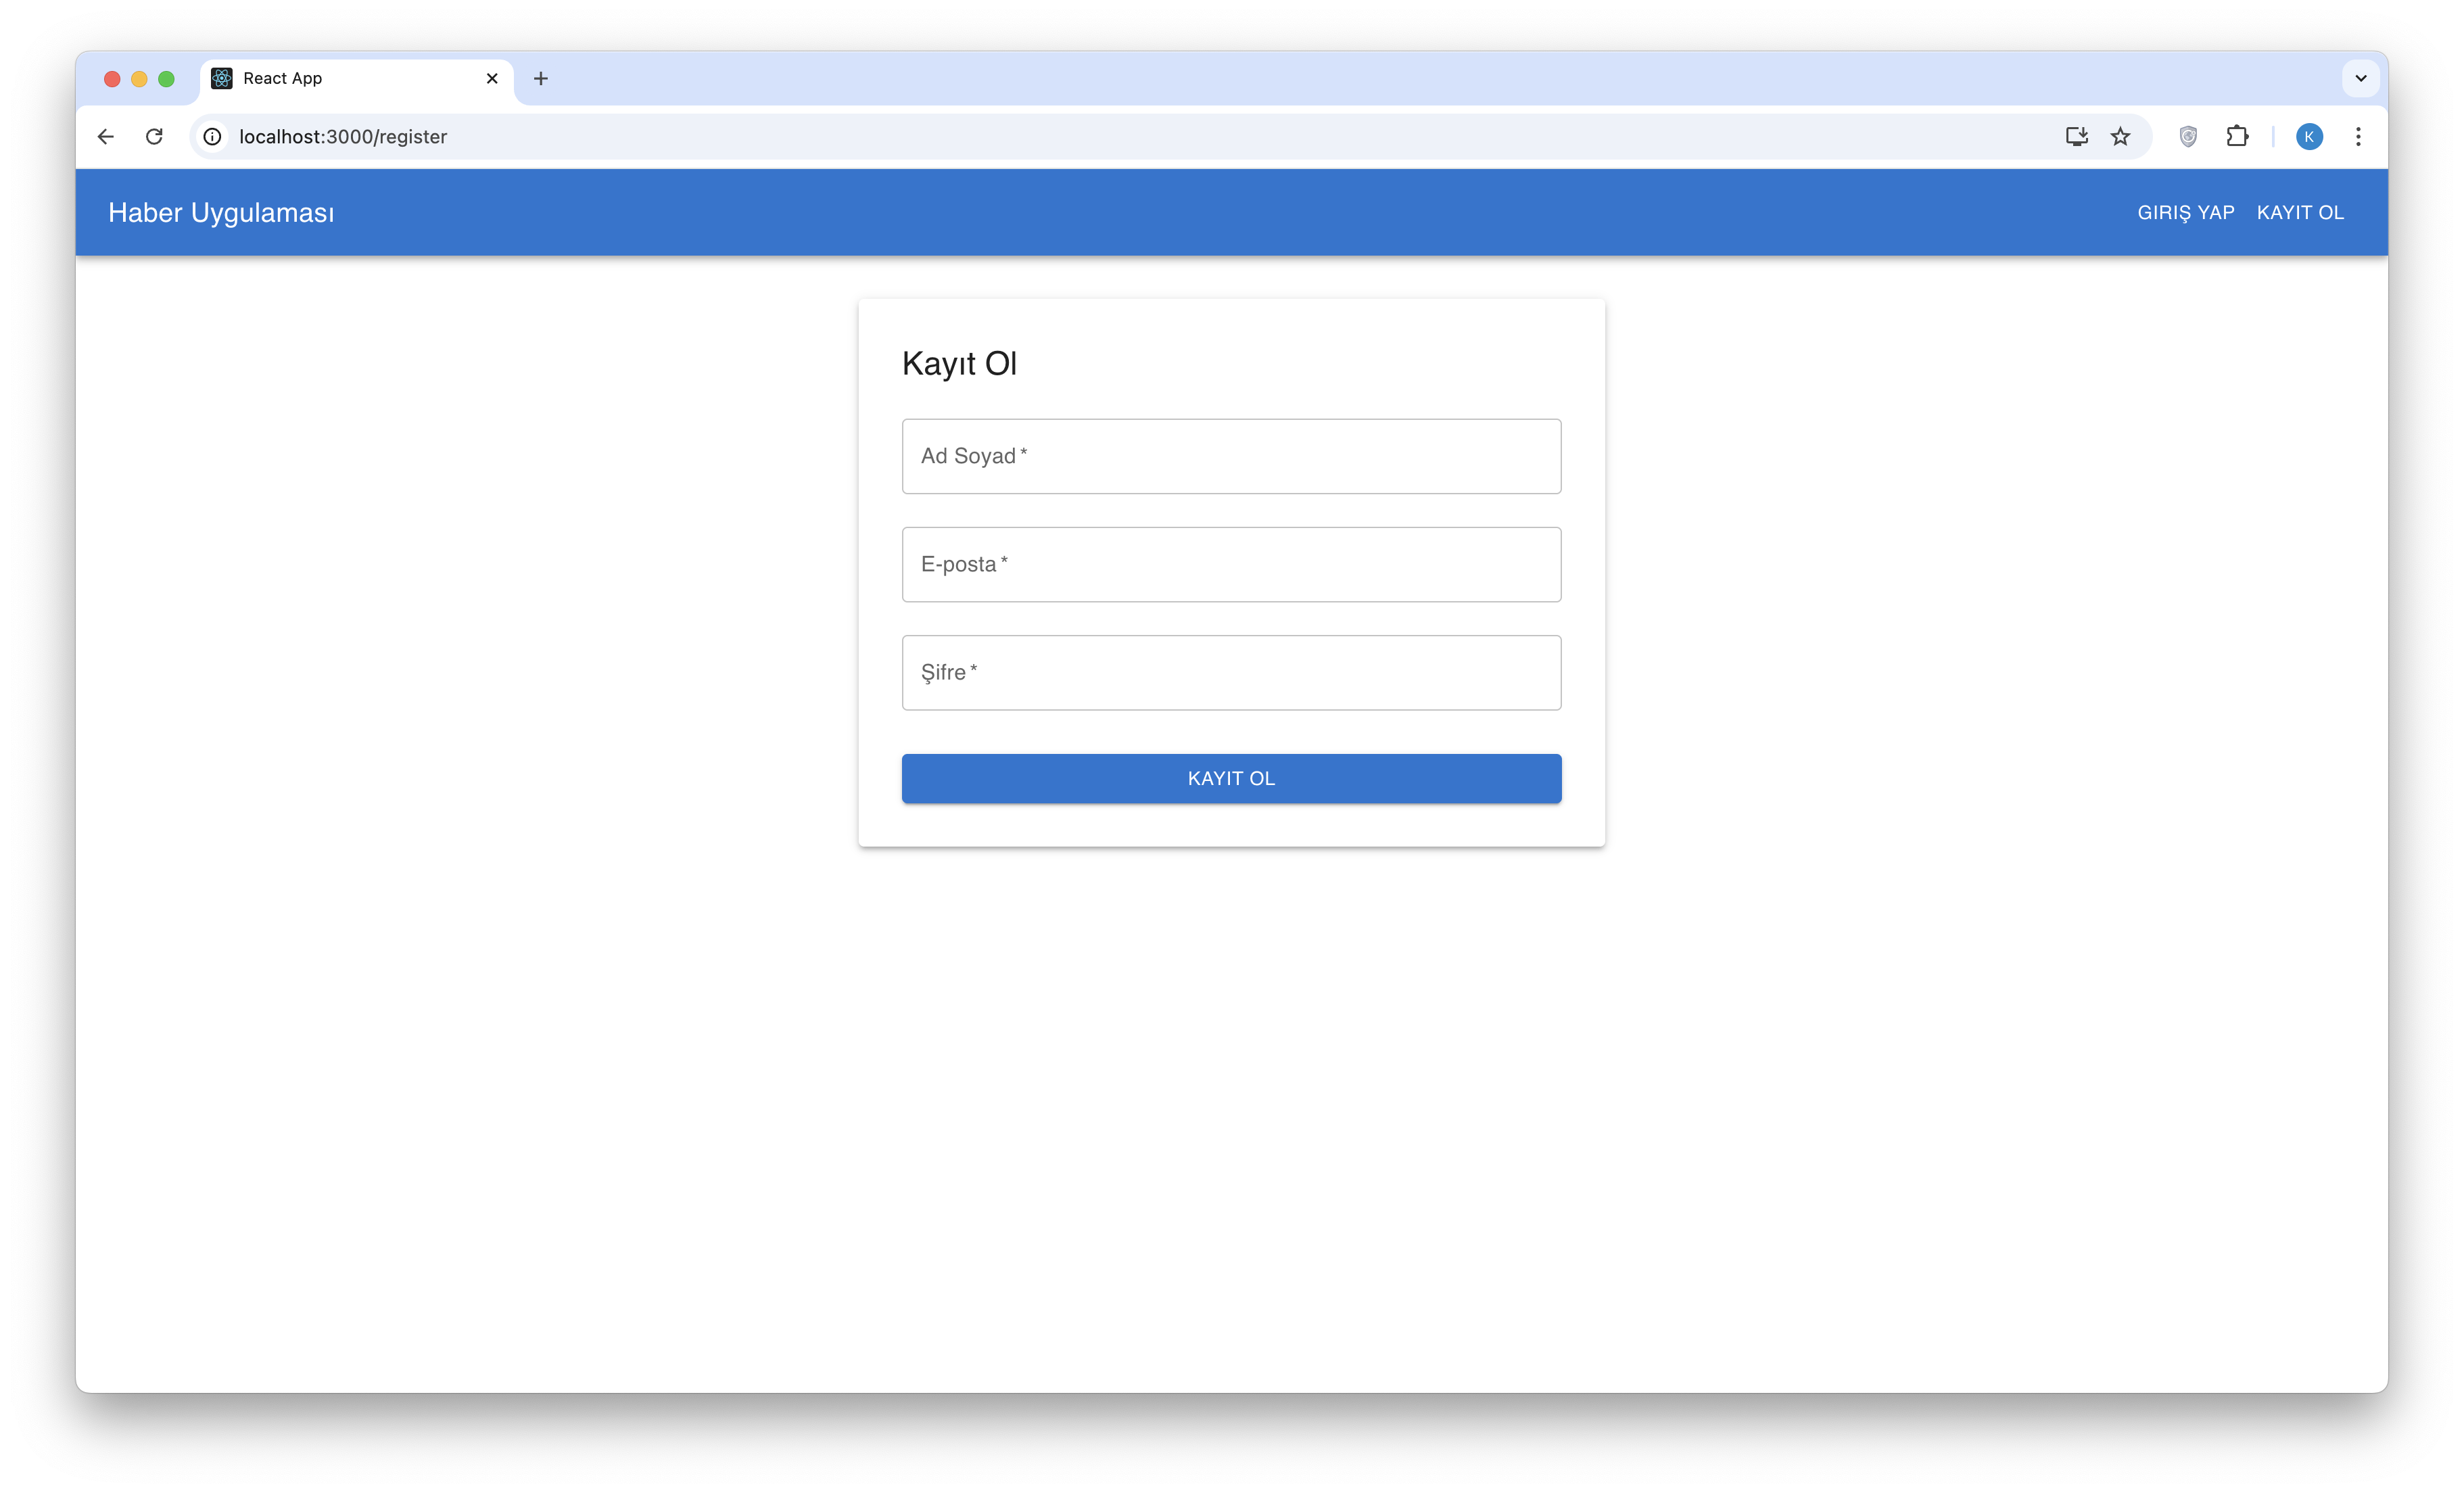 React App
localhost:3000/register
K
Haber Uygulaması
GIRIŞ YAP KAYIT OL
Kayıt Ol
Ad Soyad *
E-posta *
Şifre *
KAYIT OL